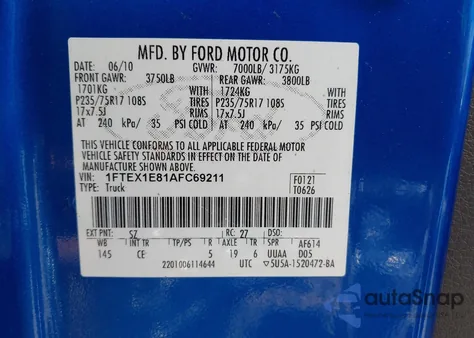 MFD. BY FORD MOTOR CO.
DATE: 06/10 GVWR: 7000LB/ 3175KG
FRONT GAWR: 3750LB REAR GAWR: 3800LB
1701KG WITH 1724KG WITH
P235/75R17 108S TIRES P235/75R17 108S TIRES
17x7.5J RIMS 17x7.5J RIMS
AT 240 kPa/ 35 PSI COLD AT 240 kPa/ 35 PSI COLD
THIS VEHICLE CONFORMS TO ALL APPLICABLE FEDERAL MOTOR
VEHICLE SAFETY STANDARDS IN EFFECT ON THE DATE OF
MANUFACTURE SHOWN ABOVE.
VIN: 1FTEX1E81AFC69211 F0121
TYPE: Truck T0626
EXT PNT: SZ RC: 27 DSO:
WB INT TR TP/PS R AXLE TR SPR AF614
145 CE 5 19 6 UUAA D05
2201006114644 UTC 5U5A-1520472-BA
autoSnap